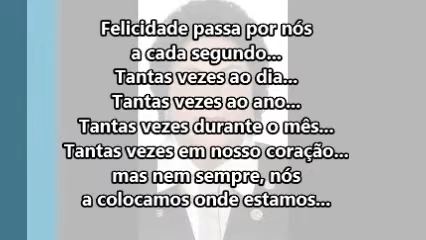 Felicidade passa por nós
a cada segundo...
Tantas vezes ao dia...
Tantas vezes ao ano...
Tantas vezes durante o mês...
Tantas vezes em nosso coração...
mas nem sempre, nós
a colocamos onde estamos...